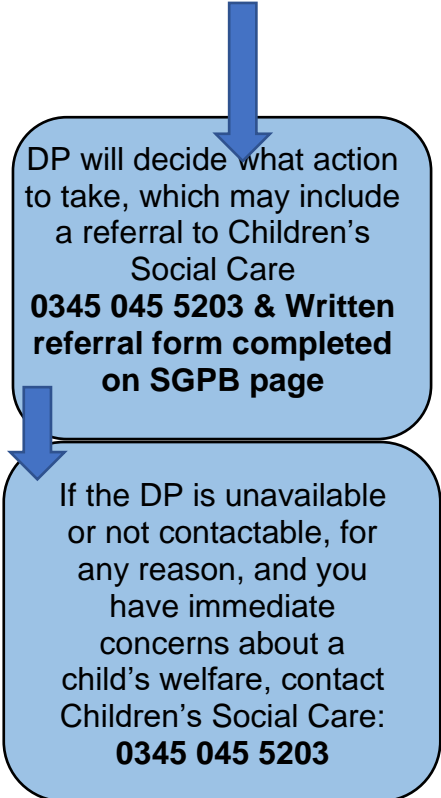 DP will decide what action
to take, which may include
a referral to Children’s
Social Care
0345 045 5203 & Written
referral form completed
on SGPB page
If the DP is unavailable
or not contactable, for
any reason, and you
have immediate
concerns about a
child’s welfare, contact
Children’s Social Care:
0345 045 5203